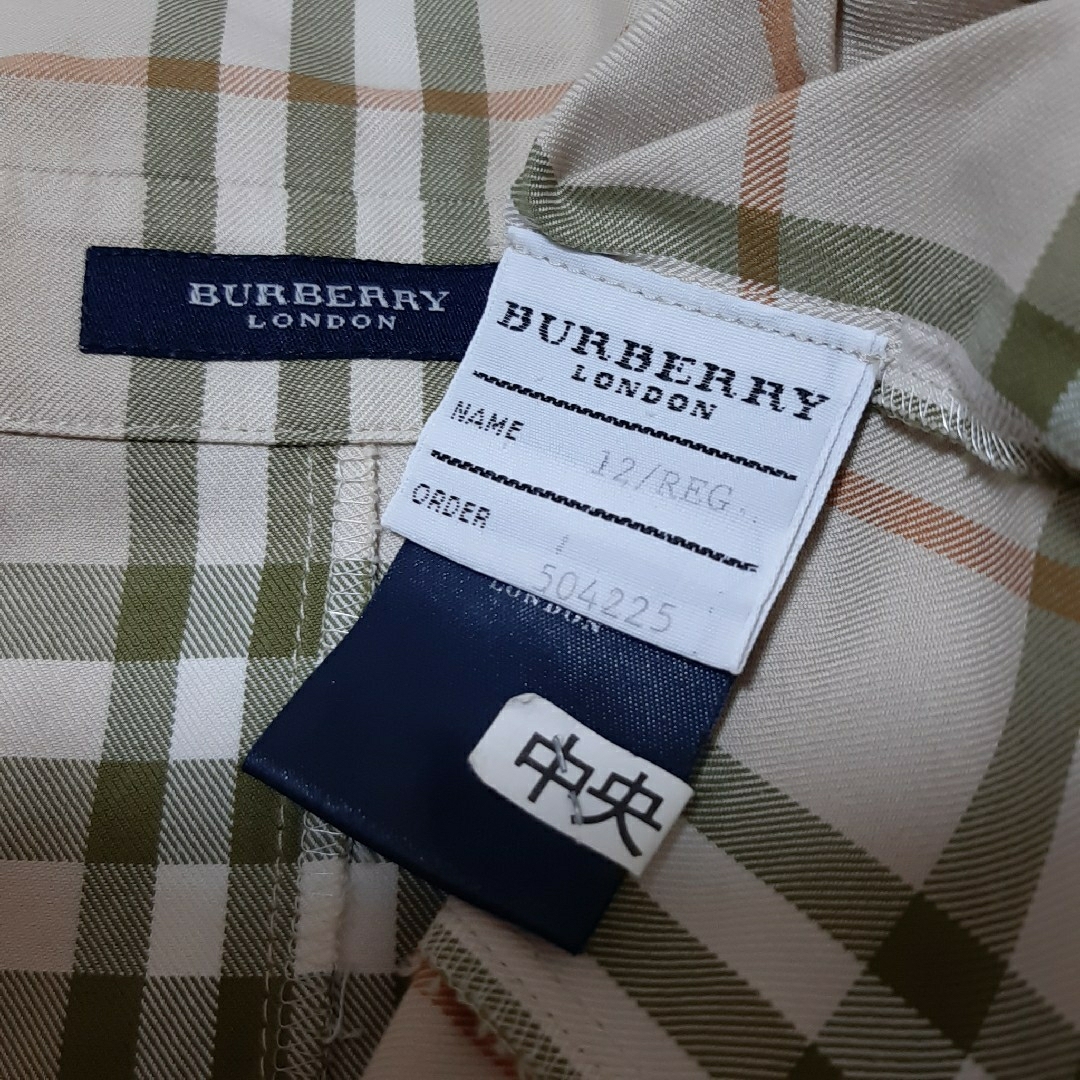 BURBERRY
LONDON
BURBERRY
LONDON
NAME
12/REG
ORDER
504225
LONDON
中央